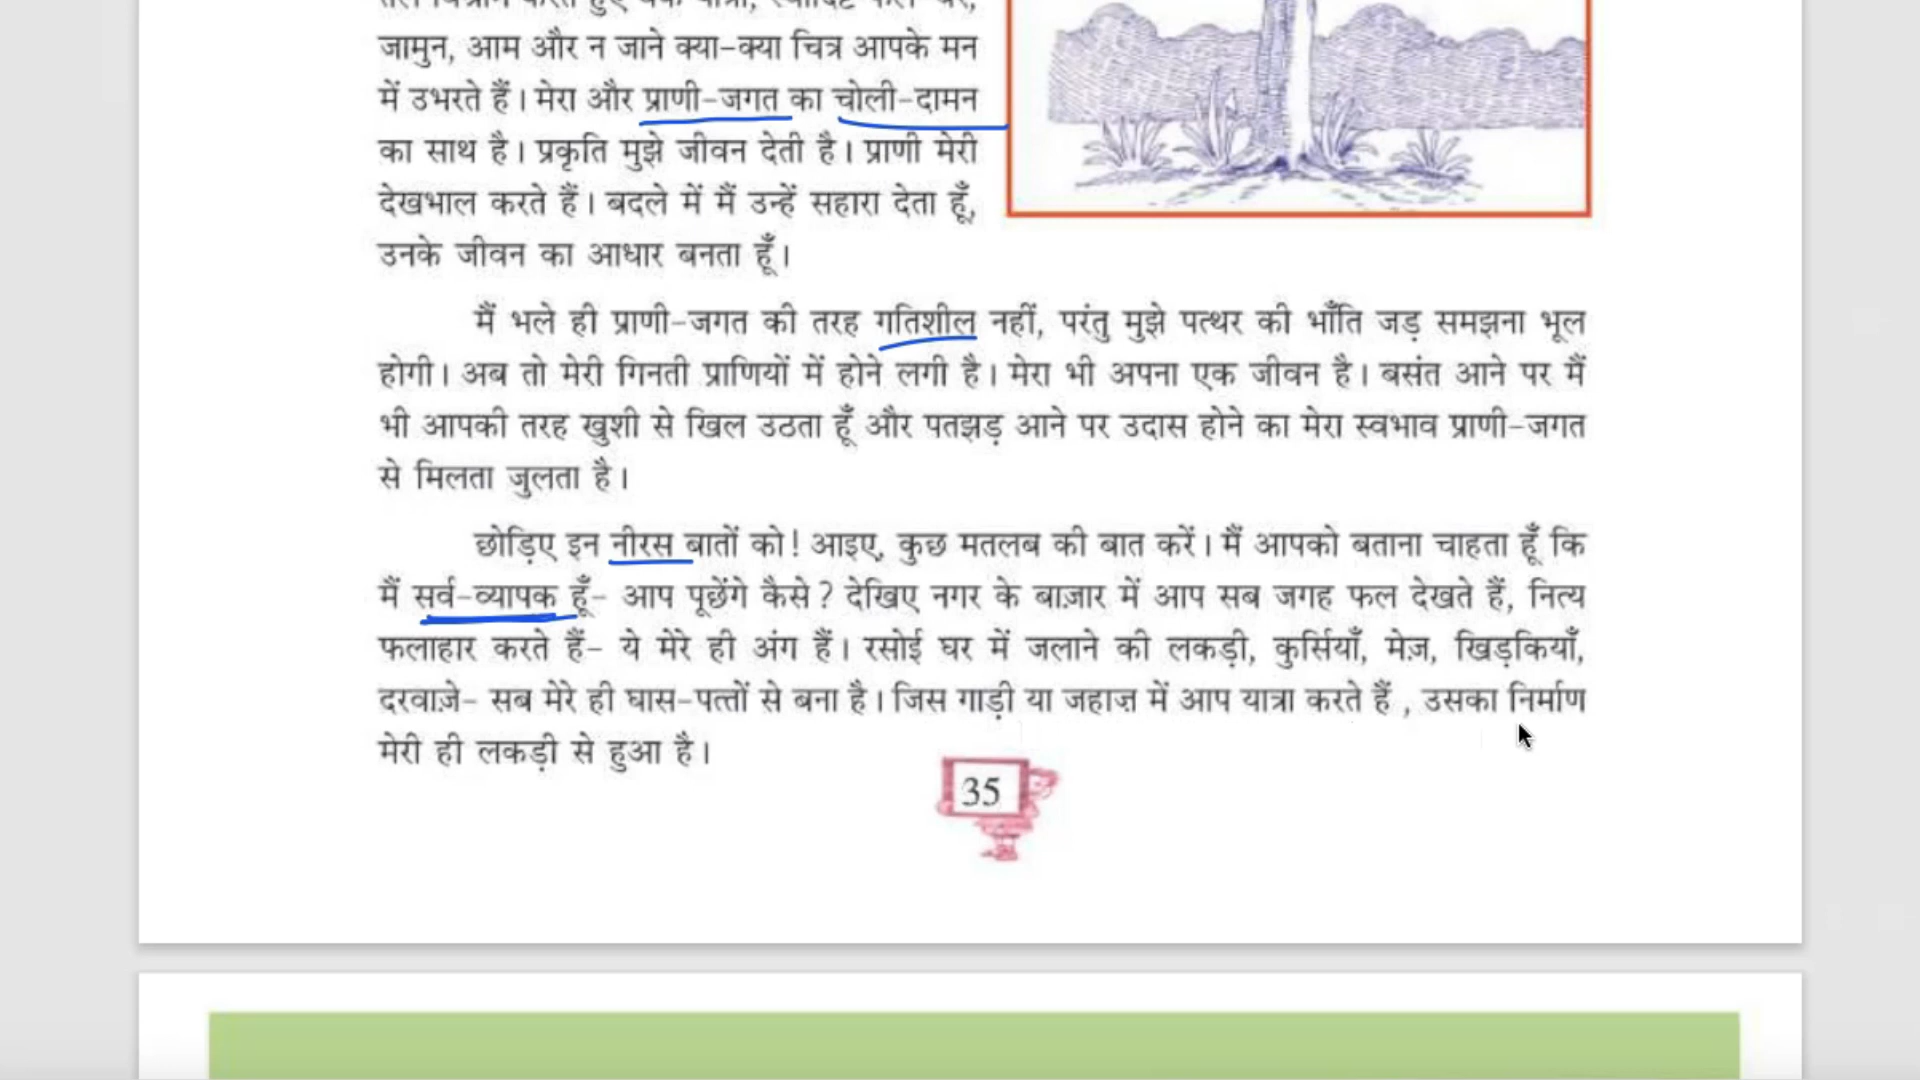 जामुन, आम और न जाने क्या-क्या चित्र आपके मन
में उभरते हैं। मेरा और प्राणी-जगत का चोली-दामन
का साथ है। प्रकृति मुझे जीवन देती है। प्राणी मेरी
देखभाल करते हैं। बदले में मैं उन्हें सहारा देता हूँ,
उनके जीवन का आधार बनता हूँ।
मैं भले ही प्राणी-जगत की तरह गतिशील नहीं, परंतु मुझे पत्थर की भाँति जड़ समझना भूल
होगी। अब तो मेरी गिनती प्राणियों में होने लगी है। मेरा भी अपना एक जीवन है। बसंत आने पर मैं
भी आपकी तरह खुशी से खिल उठता हूँ और पतझड़ आने पर उदास होने का मेरा स्वभाव प्राणी-जगत
से मिलता जुलता है।
छोड़िए इन नीरस बातों को! आइए, कुछ मतलब की बात करें। मैं आपको बताना चाहता हूँ कि
मैं सर्व-व्यापक हूँ- आप पूछेंगे कैसे? देखिए नगर के बाज़ार में आप सब जगह फल देखते हैं, नित्य
फलाहार करते हैं- ये मेरे ही अंग हैं। रसोई घर में जलाने की लकड़ी, कुर्सियाँ, मेज़, खिड़कियाँ,
दरवाज़े- सब मेरे ही घास-पत्तों से बना है। जिस गाड़ी या जहाज़ में आप यात्रा करते हैं , उसका निर्माण
मेरी ही लकड़ी से हुआ है।
35